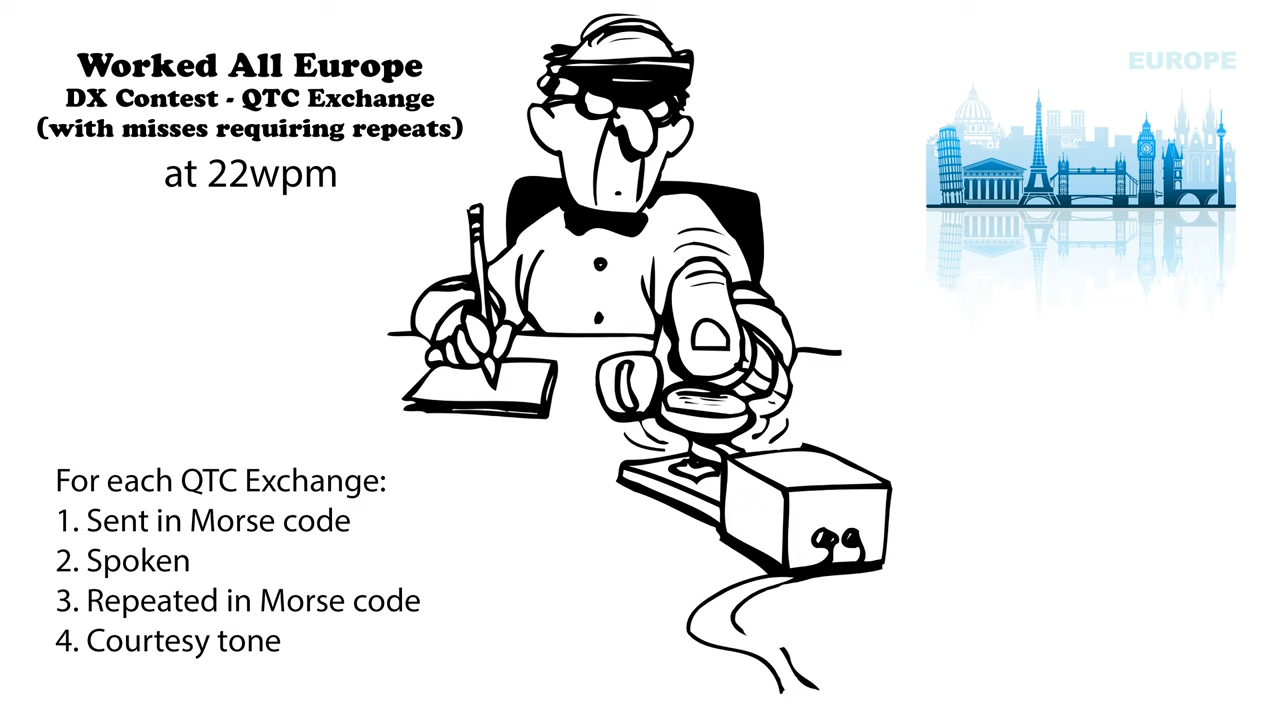 Worked All Europe
DX Contest - QTC Exchange
(with misses requiring repeats)
at 22wpm
EUROPE
For each QTC Exchange:
1. Sent in Morse code
2. Spoken
3. Repeated in Morse code
4. Courtesy tone